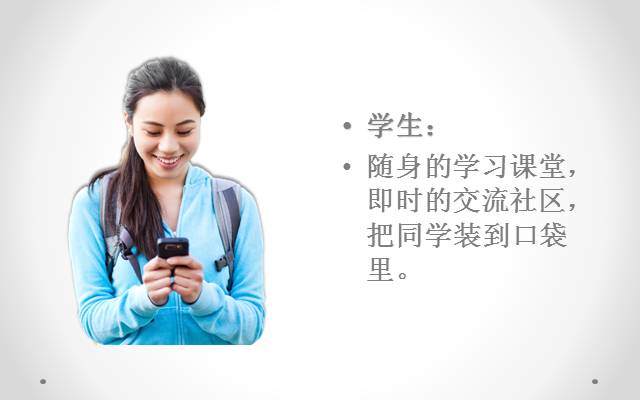 • 学生：
• 随身的学习课堂，
即时的交流社区，
把同学装到口袋
里。